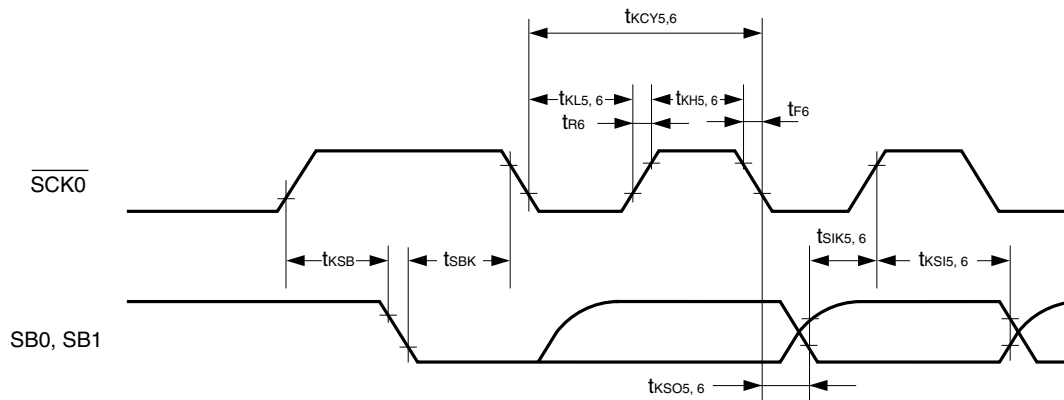 tKCY5,6
tKL5, 6
tKH5, 6
tR6
tF6
SCK0
tSIK5, 6
tKSB
tSBK
tKSI5, 6
SB0, SB1
tKSO5, 6